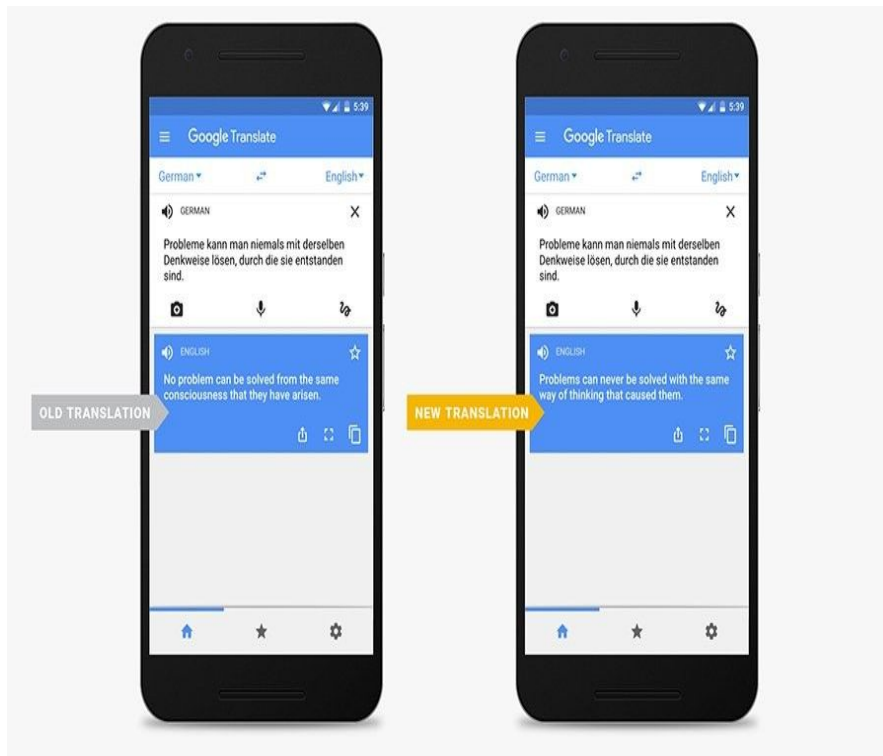 5:39
Google Translate
German English
GERMAN
Probleme kann man niemals mit derselben
Denkweise lösen, durch die sie entstanden
sind.
ENGLISH
No problem can be solved from the same
consciousness that they have arisen.
OLD TRANSLATION
5:39
Google Translate
German English
GERMAN
Probleme kann man niemals mit derselben
Denkweise lösen, durch die sie entstanden
sind.
ENGLISH
Problems can never be solved with the same
way of thinking that caused them.
NEW TRANSLATION